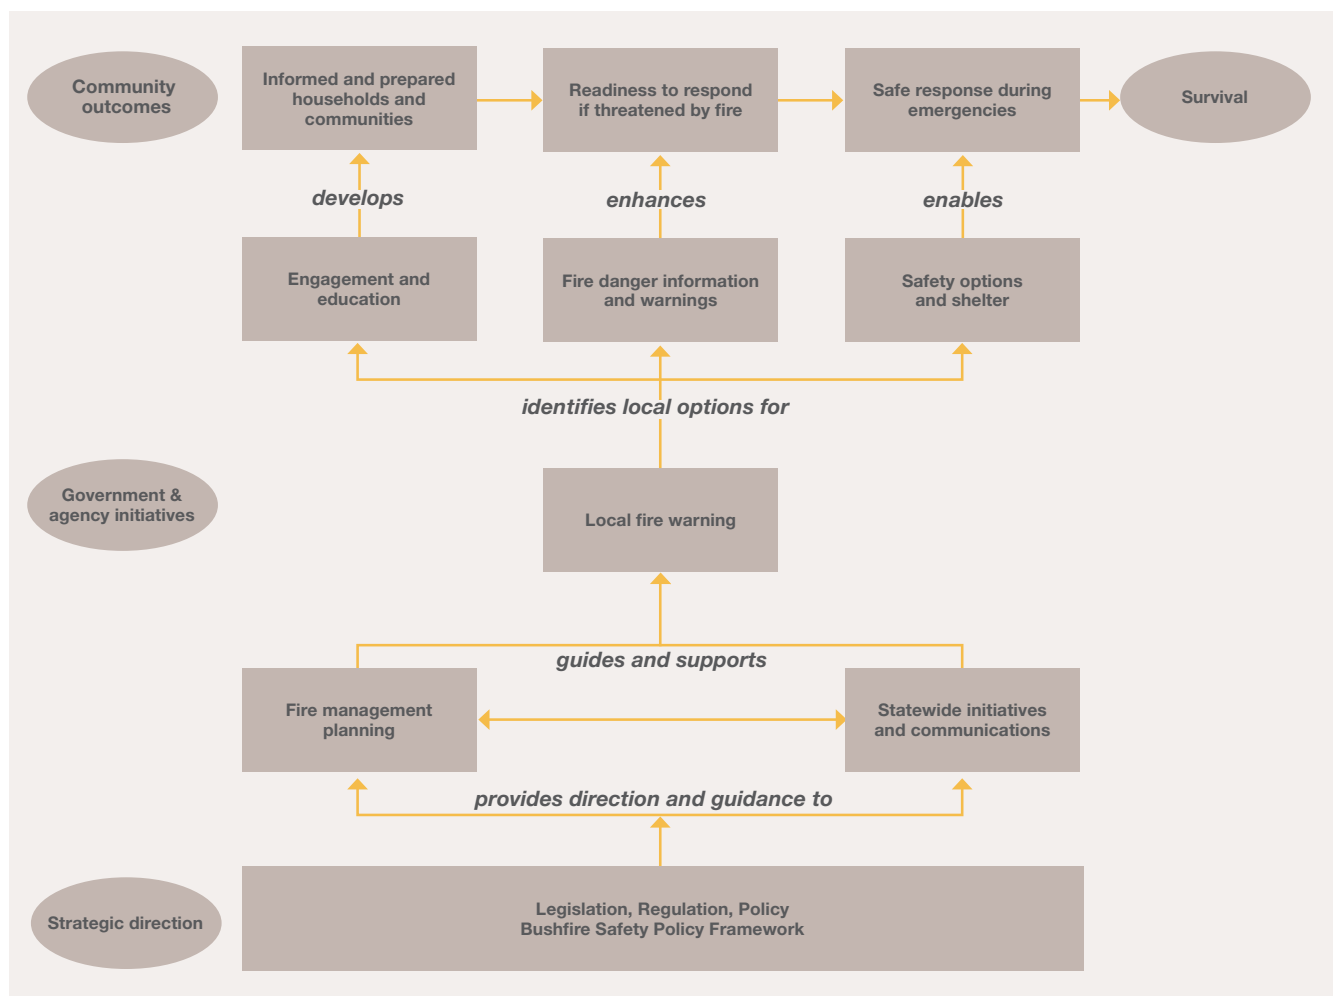 Community
outcomes
Informed and prepared
households and
communities
Readiness to respond
if threatened by fire
Safe response during
emergencies
Survival
develops
enhances
enables
Engagement and
education
Fire danger information
and warnings
Safety options
and shelter
identifies local options for
Government &
agency initiatives
Local fire warning
guides and supports
Fire management
planning
Statewide initiatives
and communications
provides direction and guidance to
Strategic direction
Legislation, Regulation, Policy
Bushfire Safety Policy Framework